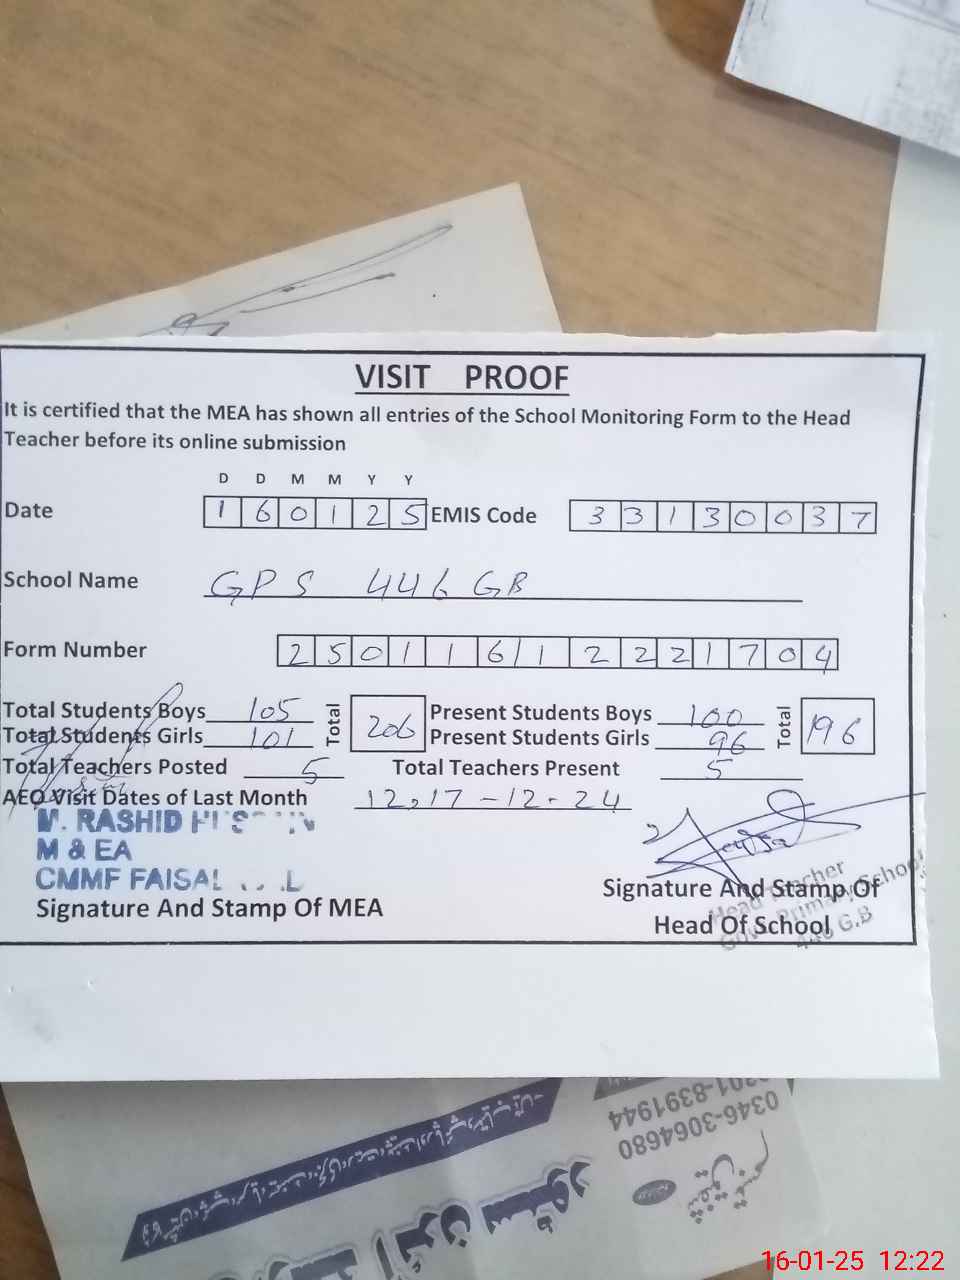 VISIT PROOF
It is certified that the MEA has shown all entries of the School Monitoring Form to the Head
Teacher before its online submission
D D M M Y Y
Date 1 6 0 1 2 5 EMIS Code 3 3 1 3 0 0 3 7
School Name GPS 446 GB
Form Number 2 5 0 1 1 6 1 2 2 2 1 7 0 4
Total Students Boys 105 Total 206 Present Students Boys 100 Total 196
Total Students Girls 101 Present Students Girls 96
Total Teachers Posted 5 Total Teachers Present 5
AEO Visit Dates of Last Month 12,17-12-24
M. RASHID
M & EA
CMMF
Signature And Stamp Of MEA
Signature And Stamp Of
Head Of School
Head Teacher
Govt. Primary School
446 G.B
0301-8391944
0346-3064680
16-01-25 12:22